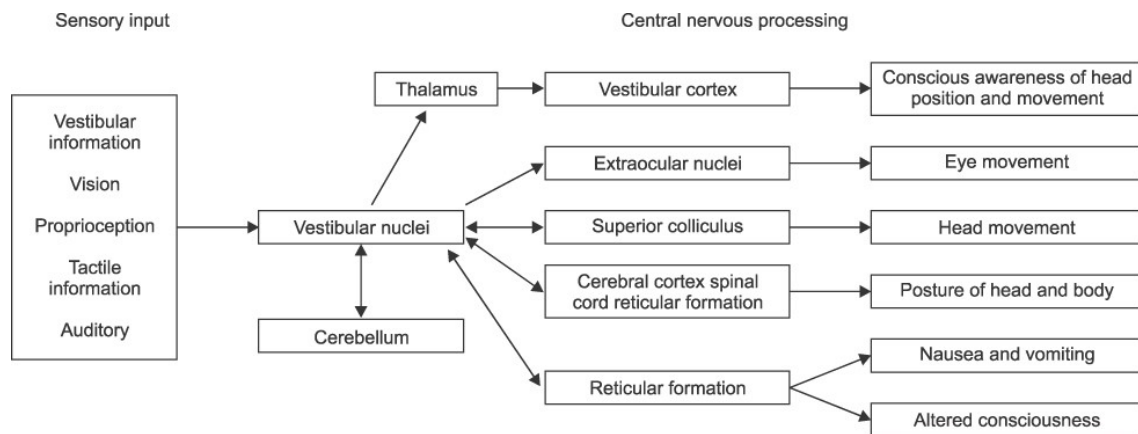 Sensory input
Central nervous processing
Vestibular
information
Vision
Proprioception
Tactile
information
Auditory
Vestibular nuclei
Cerebellum
Thalamus
Vestibular cortex
Conscious awareness of head
position and movement
Extraocular nuclei
Eye movement
Superior colliculus
Head movement
Cerebral cortex spinal
cord reticular formation
Posture of head and body
Reticular formation
Nausea and vomiting
Altered consciousness